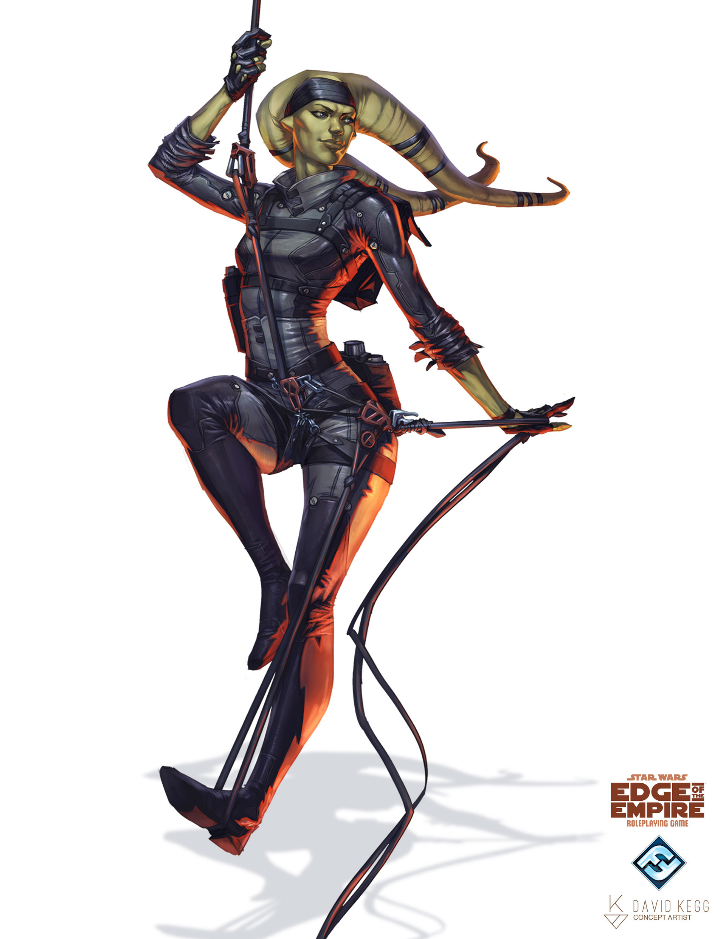 STAR WARS
EDGE OF THE
EMPIRE
ROLEPLAYING GAME
DAVID KEGG
CONCEPT ARTIST